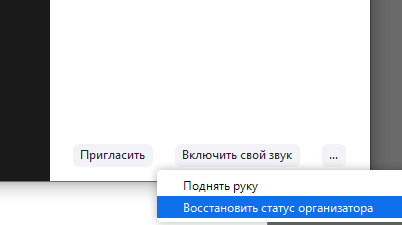 Пригласить Включить свой звук ...
Поднять руку
Восстановить статус организатора